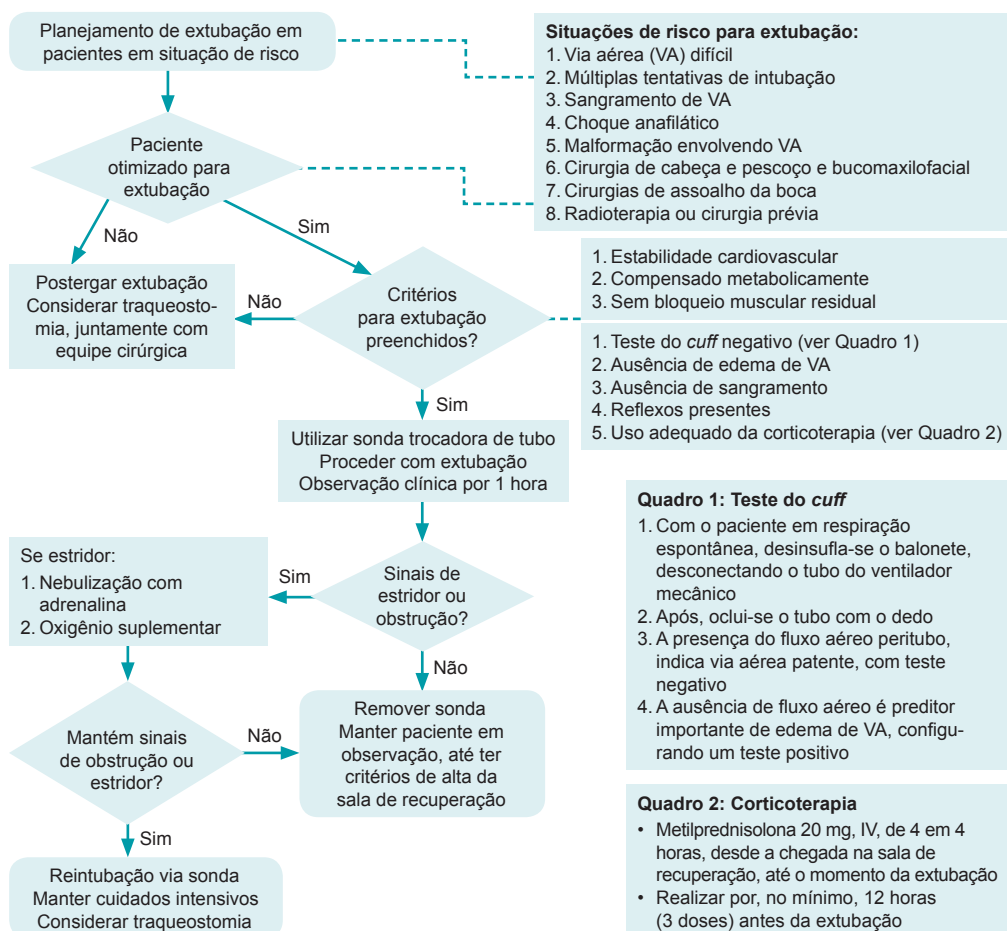 Planejamento de extubação em
pacientes em situação de risco
Situações de risco para extubação:
1. Via aérea (VA) difícil
2. Múltiplas tentativas de intubação
3. Sangramento de VA
4. Choque anafilático
5. Malformação envolvendo VA
6. Cirurgia de cabeça e pescoço e bucomaxilofacial
7. Cirurgias de assoalho da boca
8. Radioterapia ou cirurgia prévia
Paciente
otimizado para
extubação
Não
Sim
Postergar extubação
Considerar traqueosto-
mia, juntamente com
equipe cirúrgica
Não
Critérios
para extubação
preenchidos?
1. Estabilidade cardiovascular
2. Compensado metabolicamente
3. Sem bloqueio muscular residual
1. Teste do cuff negativo (ver Quadro 1)
2. Ausência de edema de VA
3. Ausência de sangramento
4. Reflexos presentes
5. Uso adequado da corticoterapia (ver Quadro 2)
Sim
Utilizar sonda trocadora de tubo
Proceder com extubação
Observação clínica por 1 hora
Sinais de
estridor ou
obstrução?
Sim
Se estridor:
1. Nebulização com
adrenalina
2. Oxigênio suplementar
Não
Remover sonda
Manter paciente em
observação, até ter
critérios de alta da
sala de recuperação
Mantém sinais
de obstrução ou
estridor?
Não
Sim
Reintubação via sonda
Manter cuidados intensivos
Considerar traqueostomia
Quadro 1: Teste do cuff
1. Com o paciente em respiração
espontânea, desinsufla-se o balonete,
desconectando o tubo do ventilador
mecânico
2. Após, oclui-se o tubo com o dedo
3. A presença do fluxo aéreo peritubo,
indica via aérea patente, com teste
negativo
4. A ausência de fluxo aéreo é preditor
importante de edema de VA, configu-
rando um teste positivo
Quadro 2: Corticoterapia
• Metilprednisolona 20 mg, IV, de 4 em 4
horas, desde a chegada na sala de
recuperação, até o momento da extubação
• Realizar por, no mínimo, 12 horas
(3 doses) antes da extubação